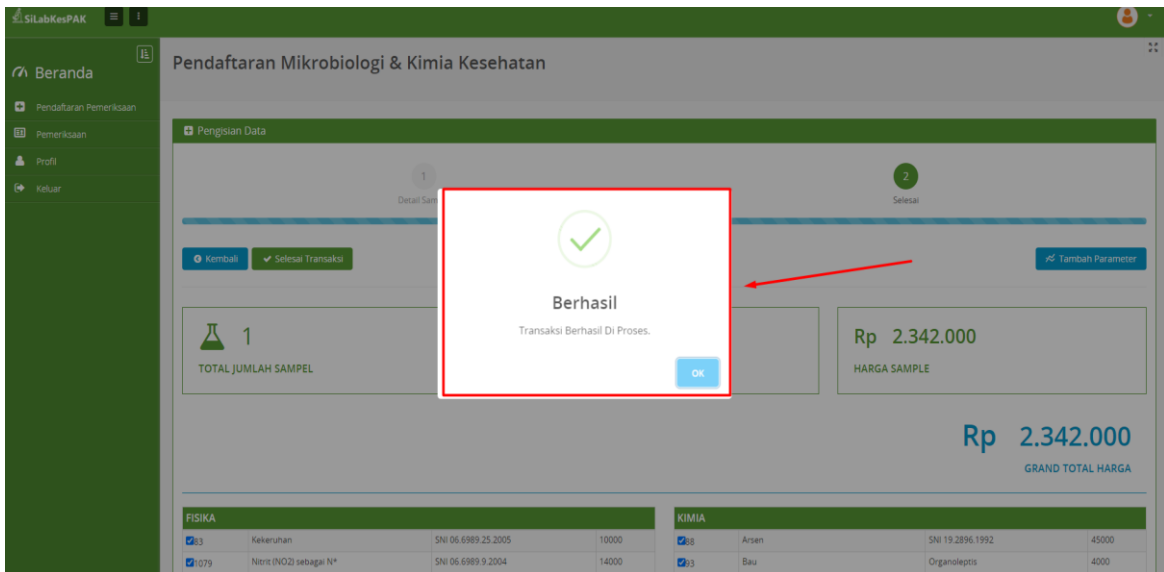 SiLabKesPAK
Beranda
Pendaftaran Pemeriksaan
Pemeriksaan
Profil
Keluar
Pendaftaran Mikrobiologi & Kimia Kesehatan
Pengisian Data
1
Detail Sam
2
Selesai
Kembali
Selesai Transaksi
Tambah Parameter
Berhasil
Transaksi Berhasil Di Proses.
OK
1
TOTAL JUMLAH SAMPEL
Rp 2.342.000
HARGA SAMPLE
Rp 2.342.000
GRAND TOTAL HARGA
FISIKA
83 Kekeruhan SNI 06.6989.25.2005 10000
1079 Nitrit (NO2) sebagai N* SNI 06.6989.9.2004 14000
KIMIA
88 Arsen SNI 19.2896.1992 45000
93 Bau Organoleptis 4000